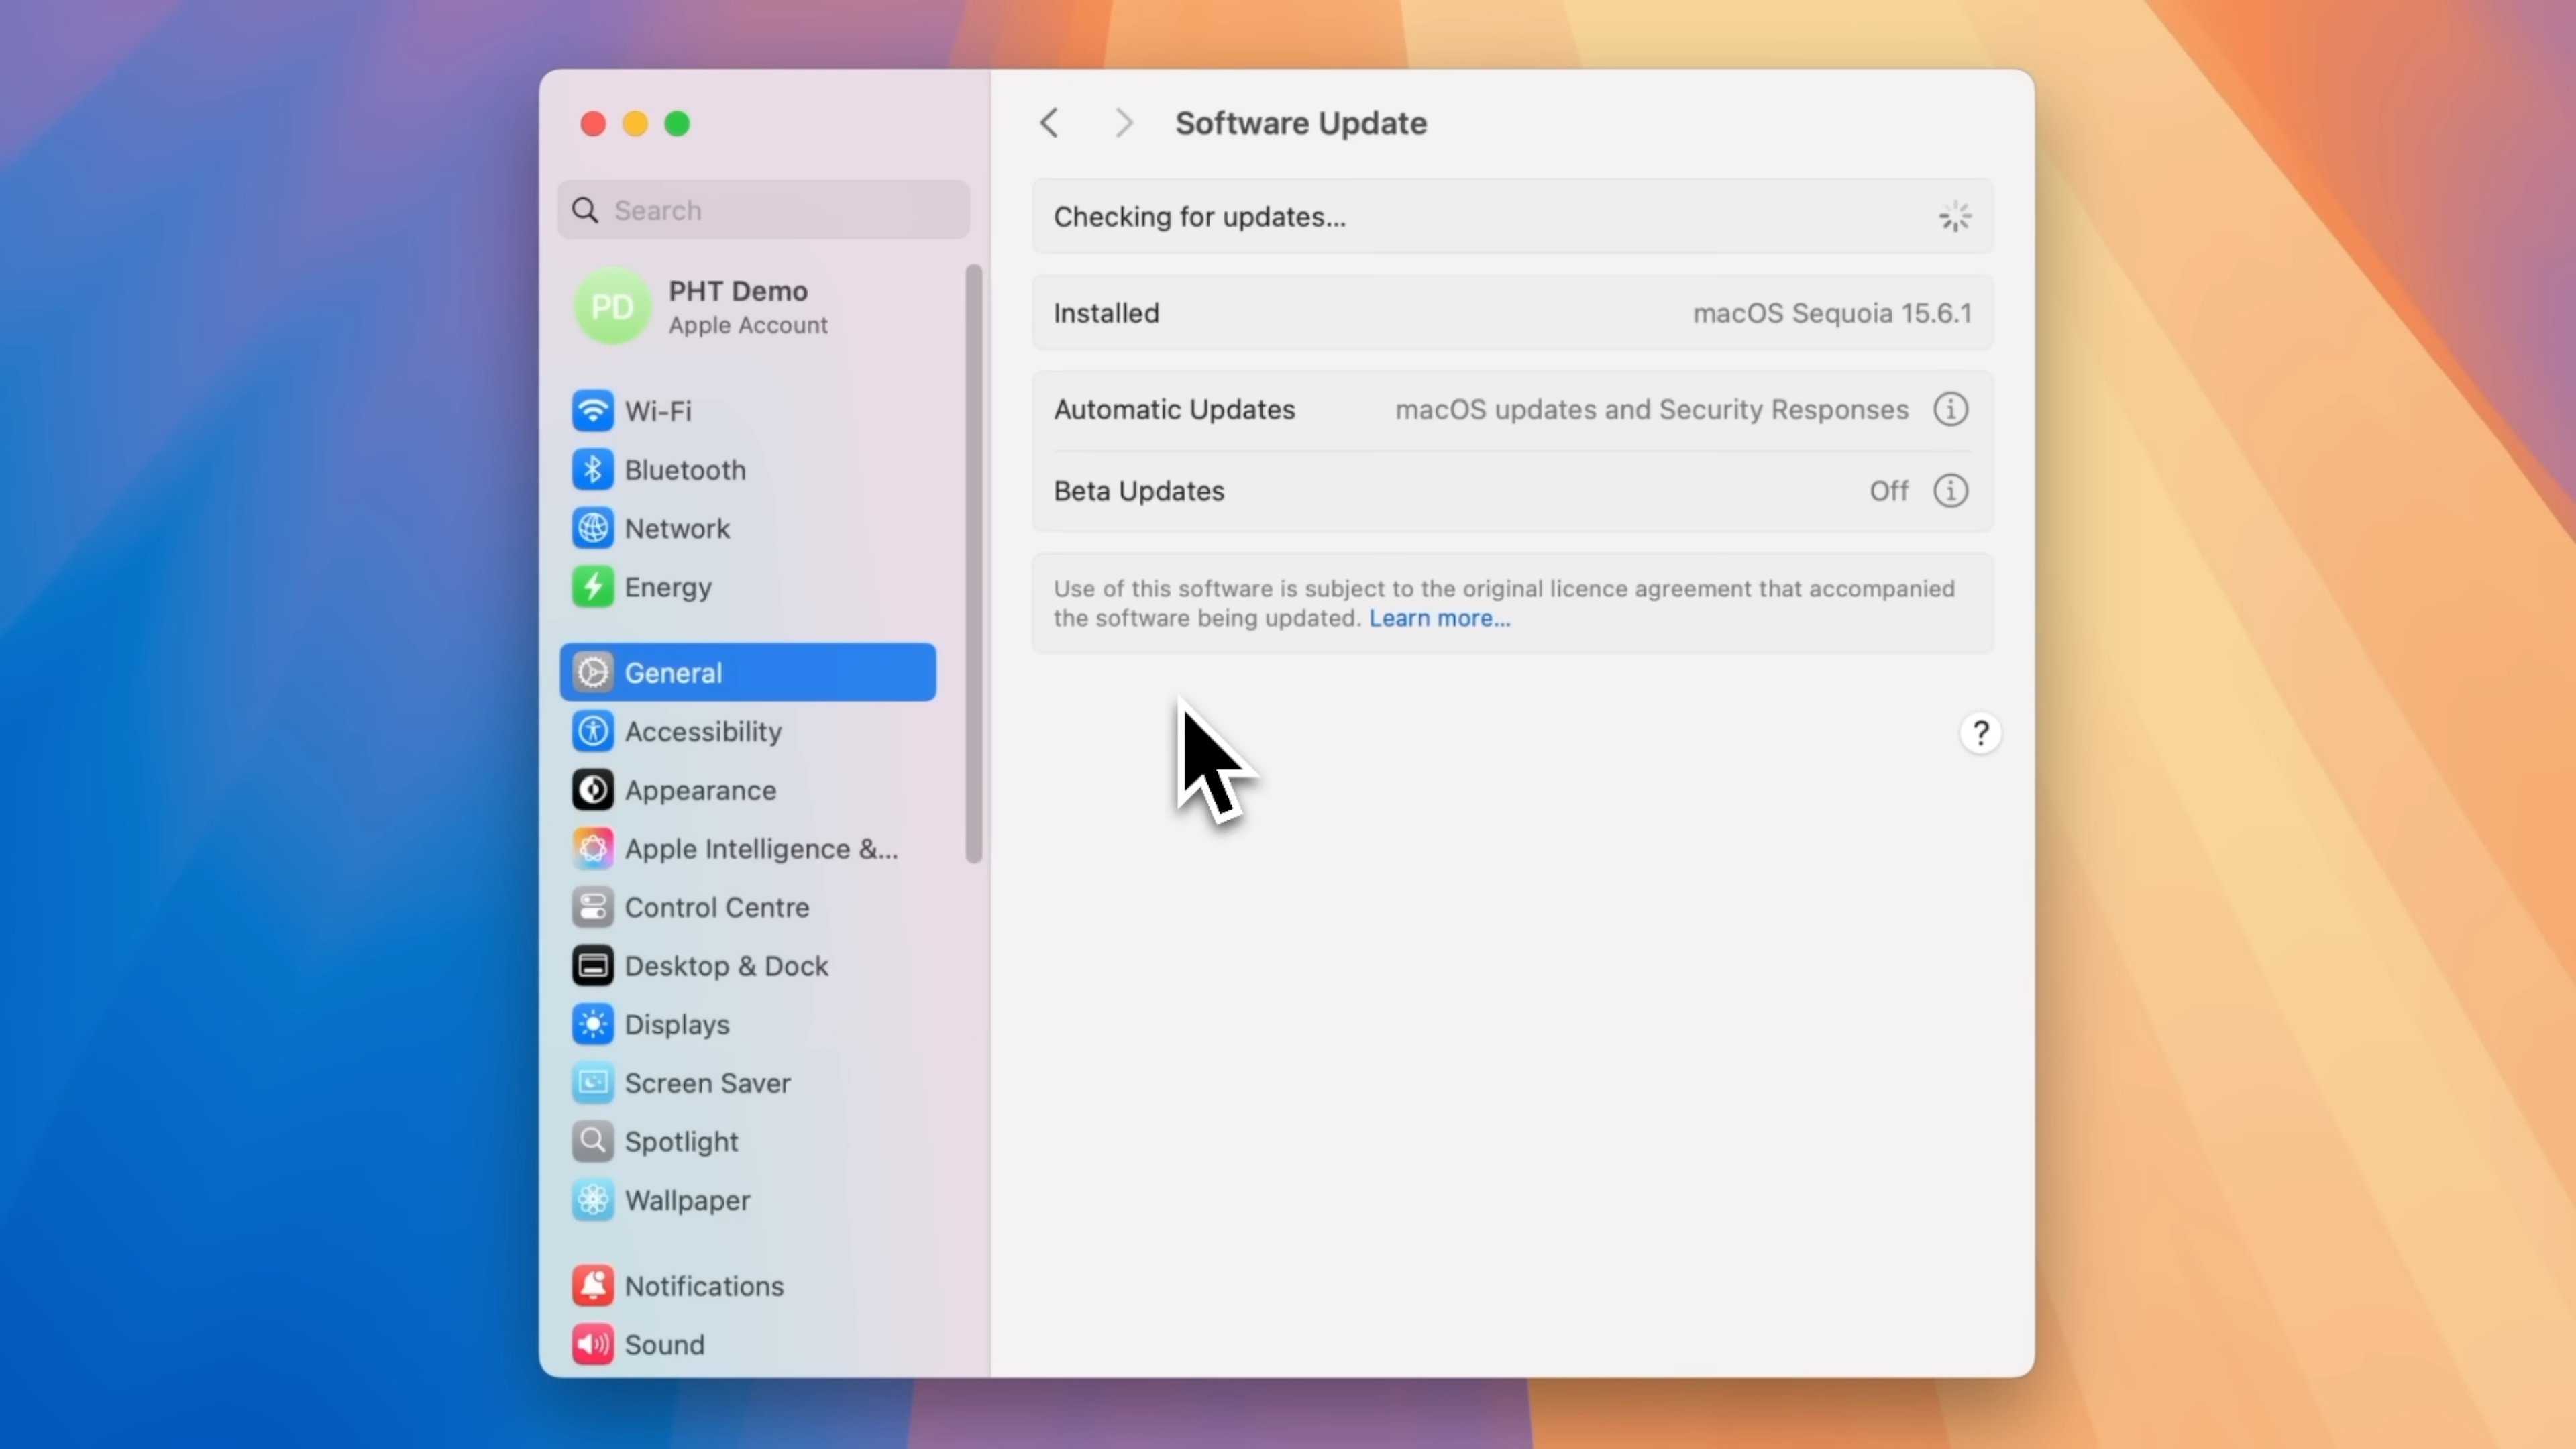 Software Update
Search
PD
PHT Demo
Apple Account
Wi-Fi
Bluetooth
Network
Energy
General
Accessibility
Appearance
Apple Intelligence &...
Control Centre
Desktop & Dock
Displays
Screen Saver
Spotlight
Wallpaper
Notifications
Sound
Checking for updates...
Installed macOS Sequoia 15.6.1
Automatic Updates macOS updates and Security Responses
Beta Updates Off
Use of this software is subject to the original licence agreement that accompanied
the software being updated. Learn more...
?